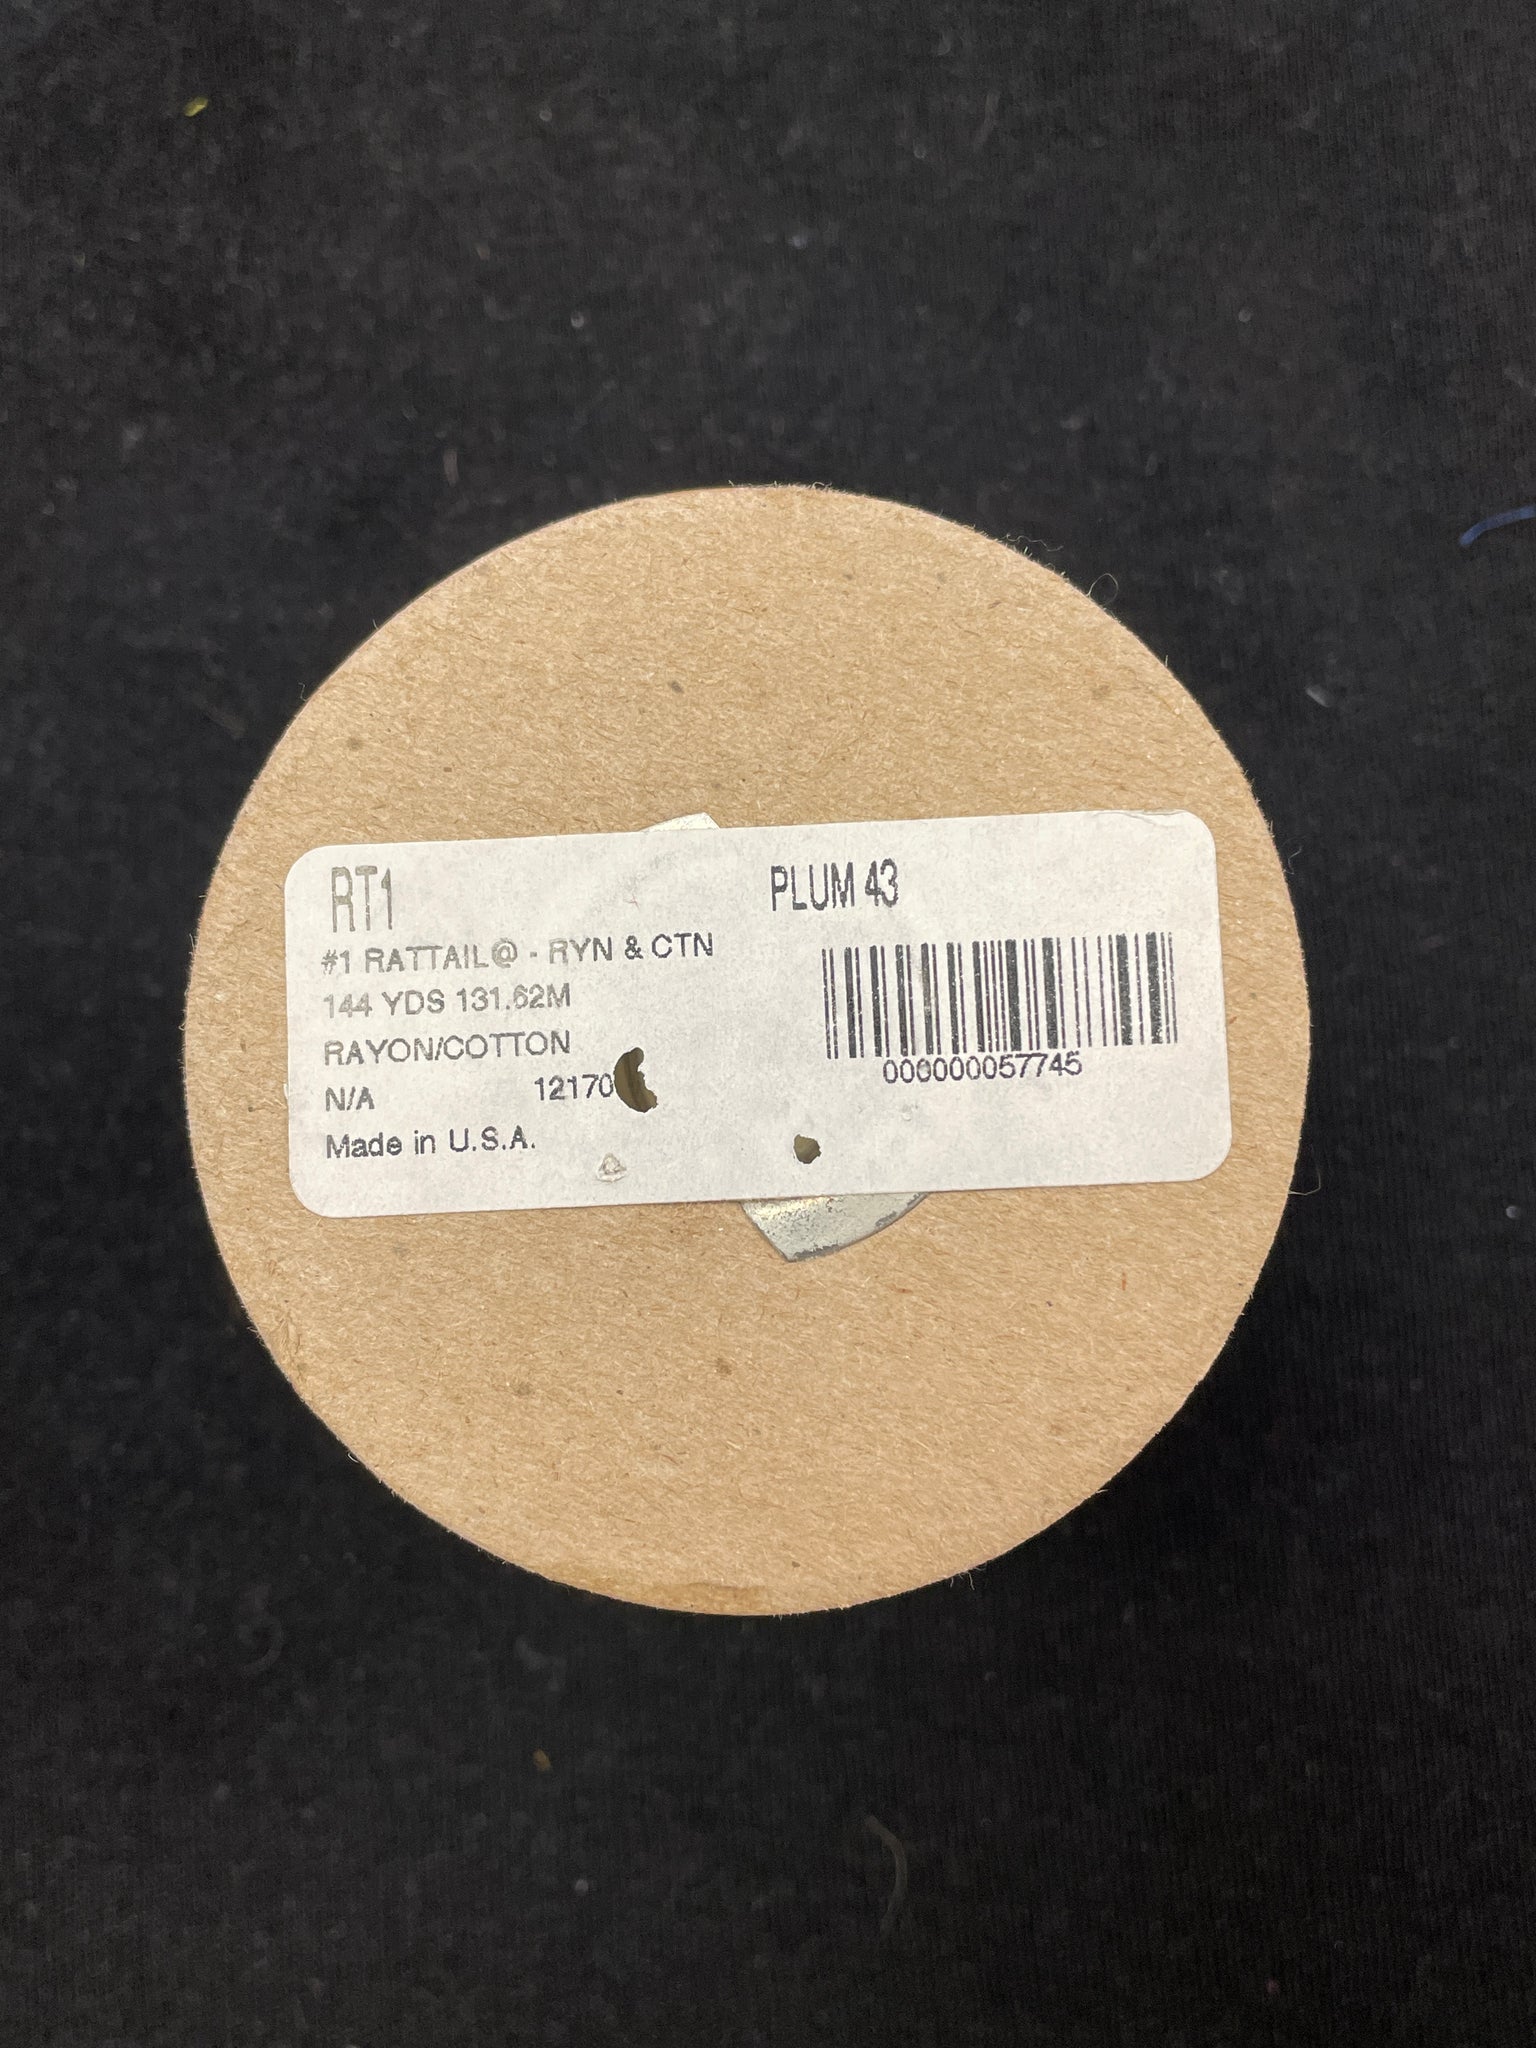 RT1
PLUM 43
#1 RATTAIL@ - RYN & CTN
144 YDS 131.62M
RAYON/COTTON
N/A 12170
Made in U.S.A.
000000057745